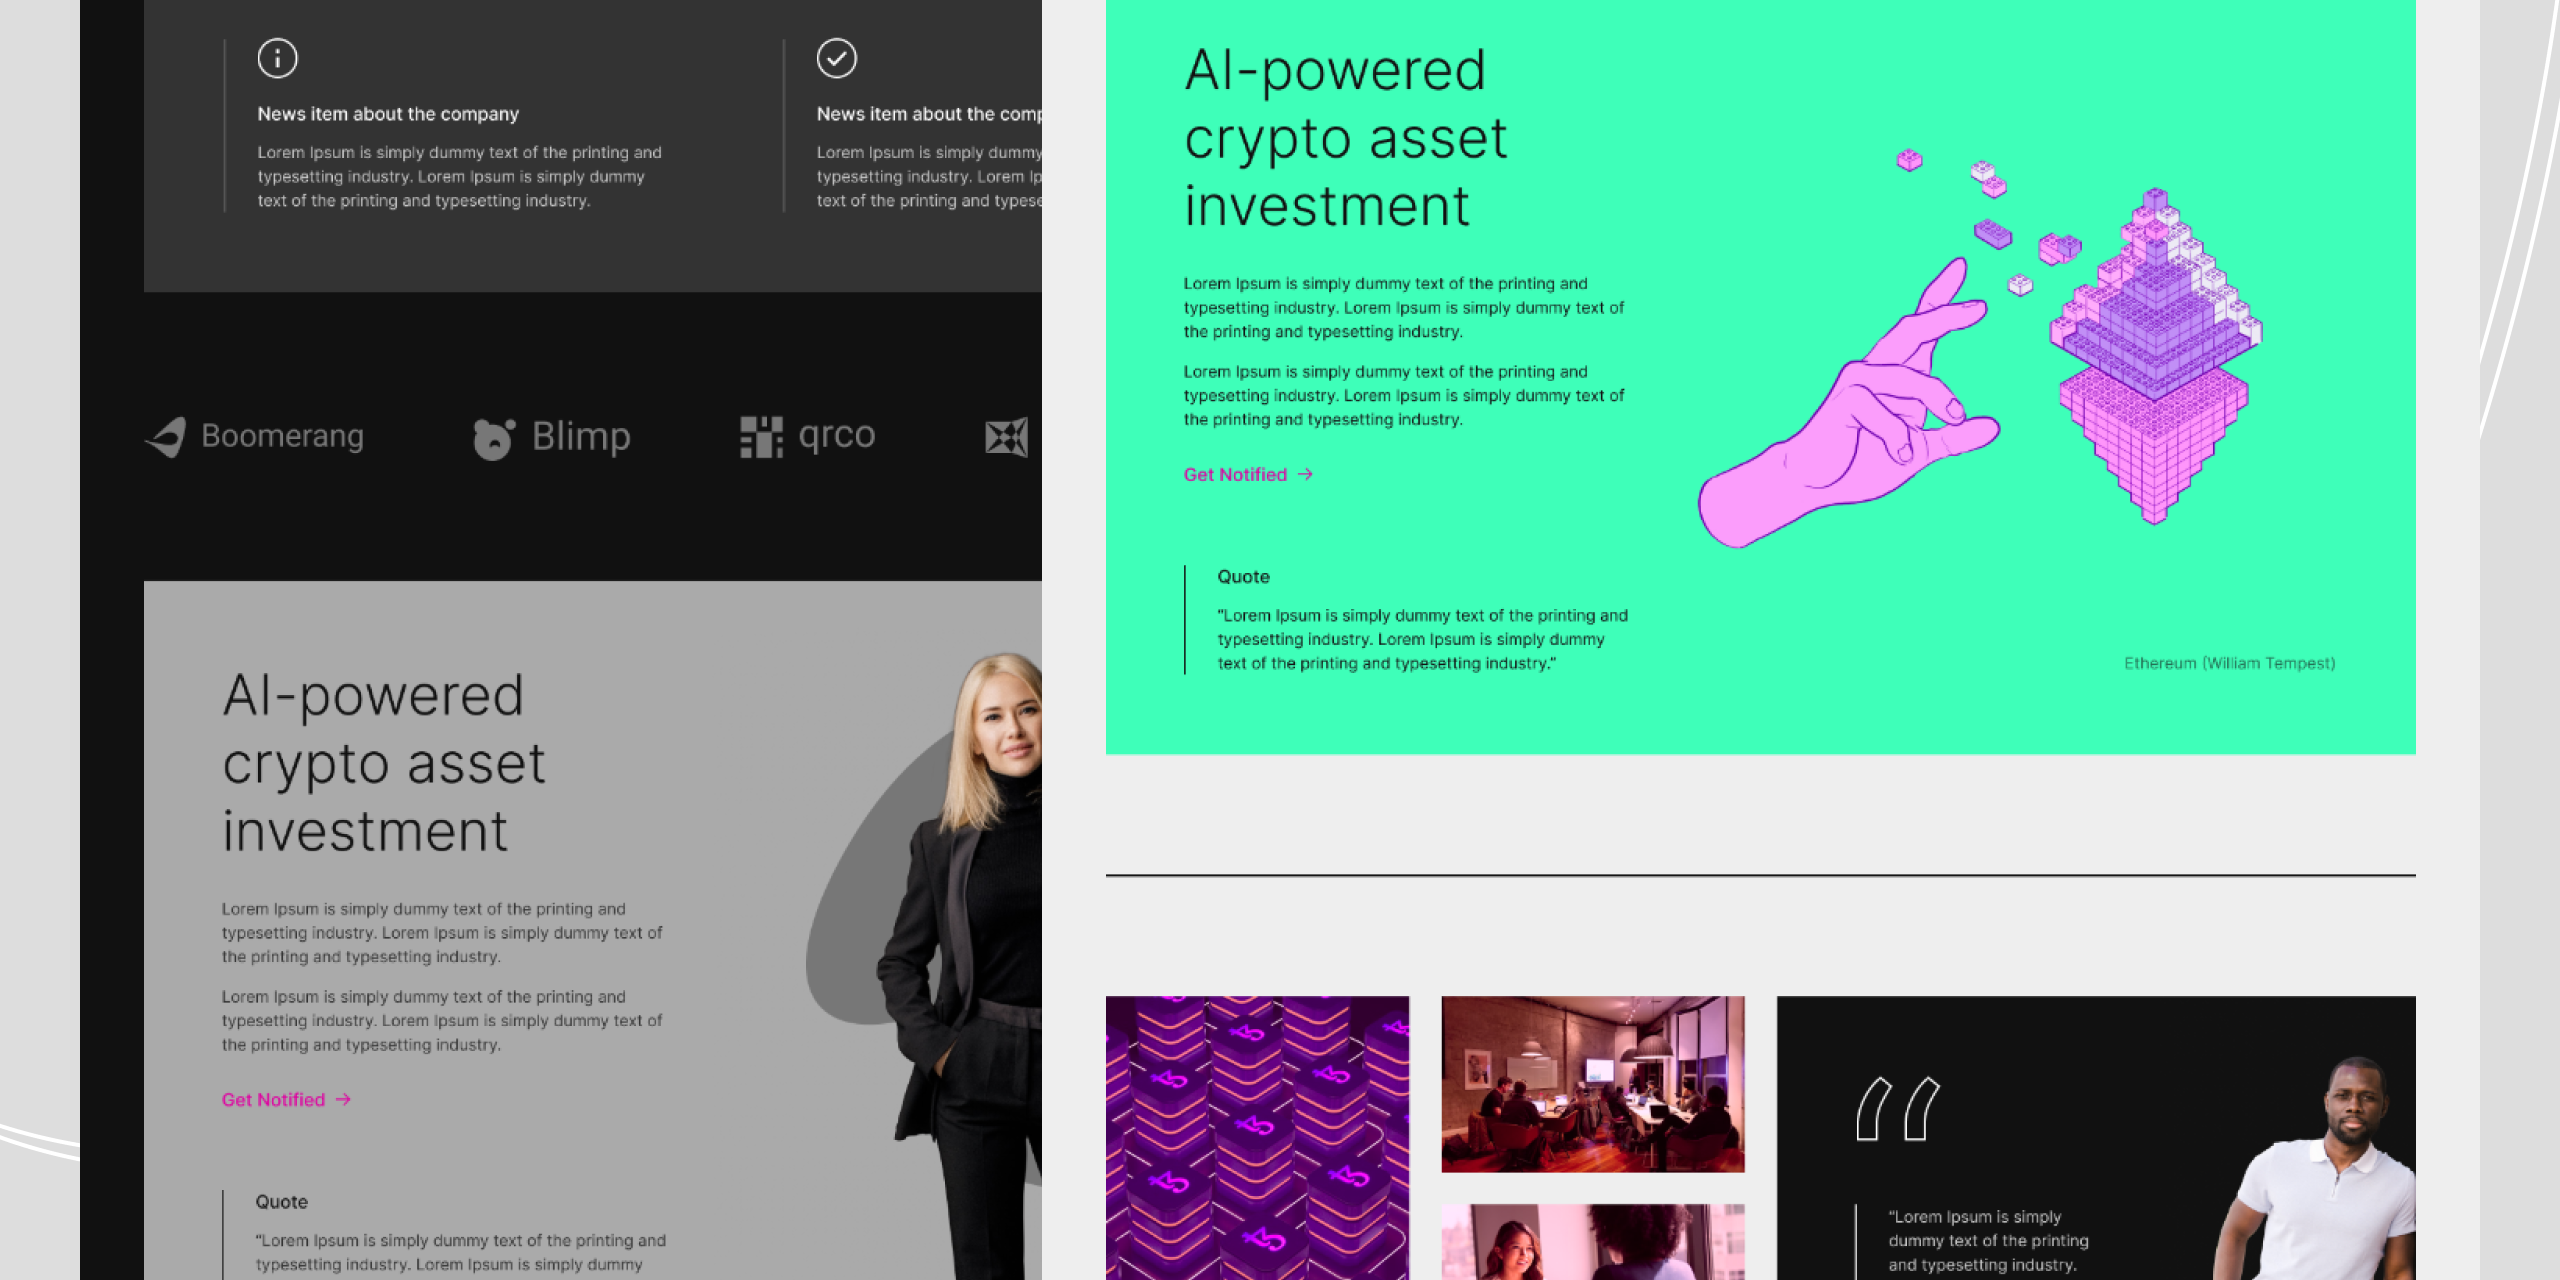 News item about the company
Lorem Ipsum is simply dummy text of the printing and
typesetting industry. Lorem Ipsum is simply dummy
text of the printing and typesetting industry.
News item about the comp
Lorem Ipsum is simply dummy
typesetting industry. Lorem Ip
text of the printing and typese
Boomerang
Blimp
qrco
AI-powered
crypto asset
investment
Lorem Ipsum is simply dummy text of the printing and
typesetting industry. Lorem Ipsum is simply dummy text of
the printing and typesetting industry.
Lorem Ipsum is simply dummy text of the printing and
typesetting industry. Lorem Ipsum is simply dummy text of
the printing and typesetting industry.
Get Notified →
Quote
“Lorem Ipsum is simply dummy text of the printing and
typesetting industry. Lorem Ipsum is simply dummy
AI-powered
crypto asset
investment
Lorem Ipsum is simply dummy text of the printing and
typesetting industry. Lorem Ipsum is simply dummy text of
the printing and typesetting industry.
Lorem Ipsum is simply dummy text of the printing and
typesetting industry. Lorem Ipsum is simply dummy text of
the printing and typesetting industry.
Get Notified →
Quote
“Lorem Ipsum is simply dummy text of the printing and
typesetting industry. Lorem Ipsum is simply dummy
text of the printing and typesetting industry.”
Ethereum (William Tempest)
“Lorem Ipsum is simply
dummy text of the printing
and typesetting industry.